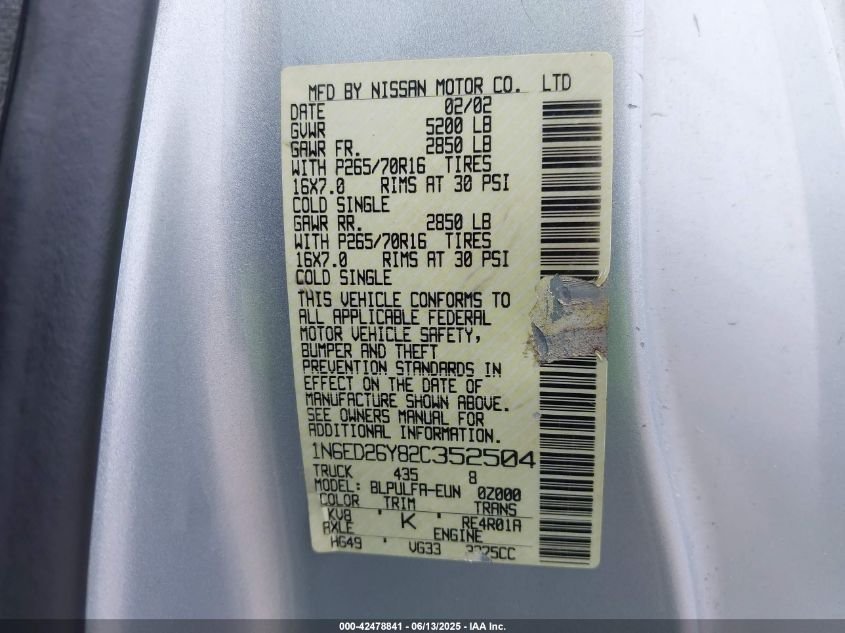 MFD BY NISSAN MOTOR CO. LTD
DATE 02/02
GVWR 5200 LB
GAWR FR. 2850 LB
WITH P265/70R16 TIRES
16X7.0 RIMS AT 30 PSI
COLD SINGLE
GAWR RR. 2850 LB
WITH P265/70R16 TIRES
16X7.0 RIMS AT 30 PSI
COLD SINGLE
THIS VEHICLE CONFORMS TO
ALL APPLICABLE FEDERAL
MOTOR VEHICLE SAFETY,
BUMPER AND THEFT
PREVENTION STANDARDS IN
EFFECT ON THE DATE OF
MANUFACTURE SHOWN ABOVE.
SEE OWNERS MANUAL FOR
ADDITIONAL INFORMATION.
1N6ED26Y82C352504
TRUCK 435 8
MODEL: BLPULFA-EUN 0Z000
COLOR TRIM TRANS
KV8 ' K ' RE4R01A
AXLE ENGINE
HG49 ' VG33 3275CC
000-42478841 / 06/13/2025 - IAA Inc.